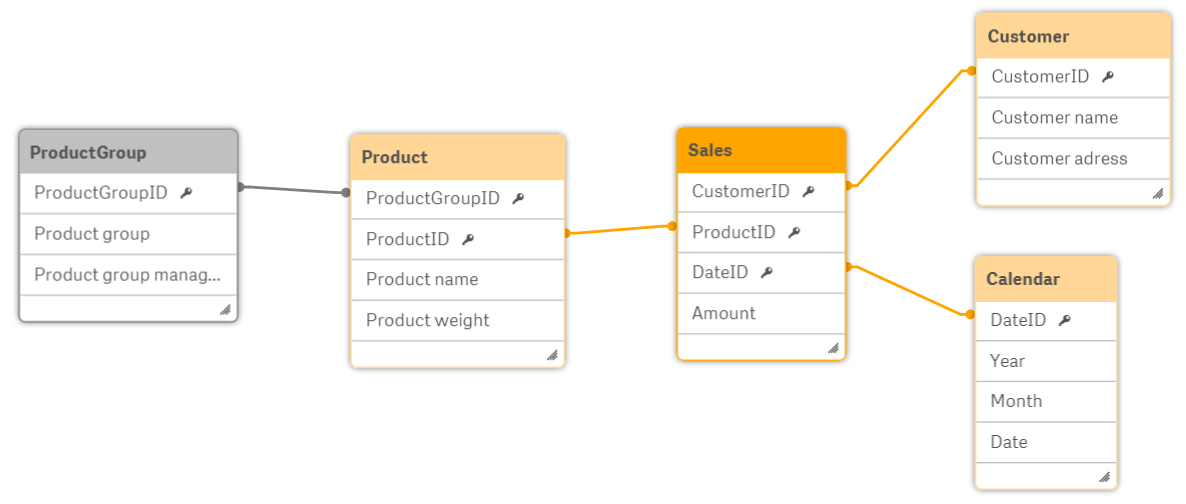 ProductGroup
ProductGroupID
Product group
Product group manag...
Product
ProductGroupID
ProductID
Product name
Product weight
Sales
CustomerID
ProductID
DateID
Amount
Customer
CustomerID
Customer name
Customer adress
Calendar
DateID
Year
Month
Date